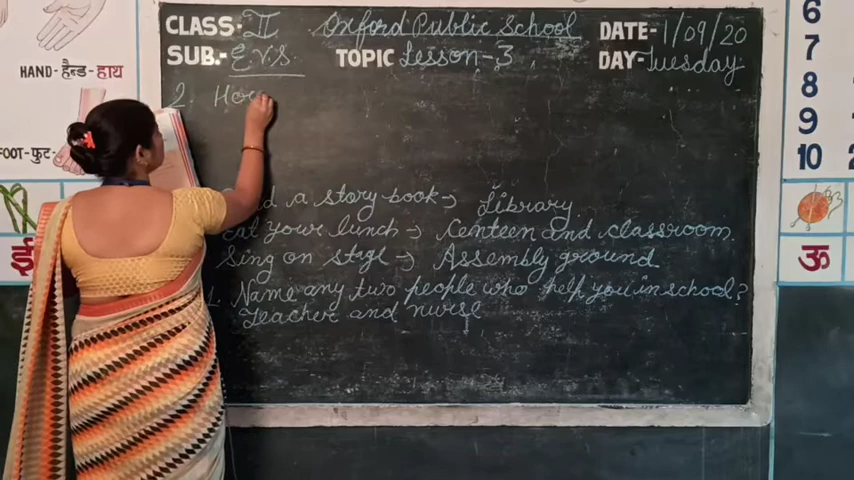 CLASS:- II Oxford Public School DATE- 1/09/20
SUB.- E.V.S. TOPIC Lesson-3 DAY- Tuesday
2. How
a story book → Library
Eat your lunch → Centeen and classroom.
Sing on stage → Assembly ground
1. Name any two people who help you in school?
Teacher and nurse
HAND-हैन्ड-हाथ
FOOT-फुट
ई
6
7
8
9
10
ऊ